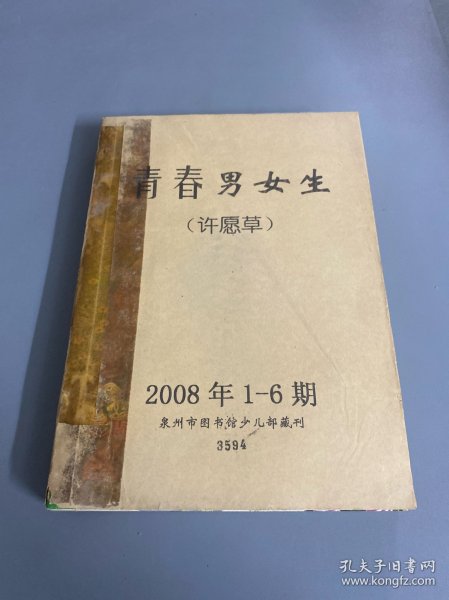 青春男女生
（许愿草）
2008年1-6期
泉州市图书馆少儿部藏刊
3594
孔夫子旧书网
www.kongfz.com